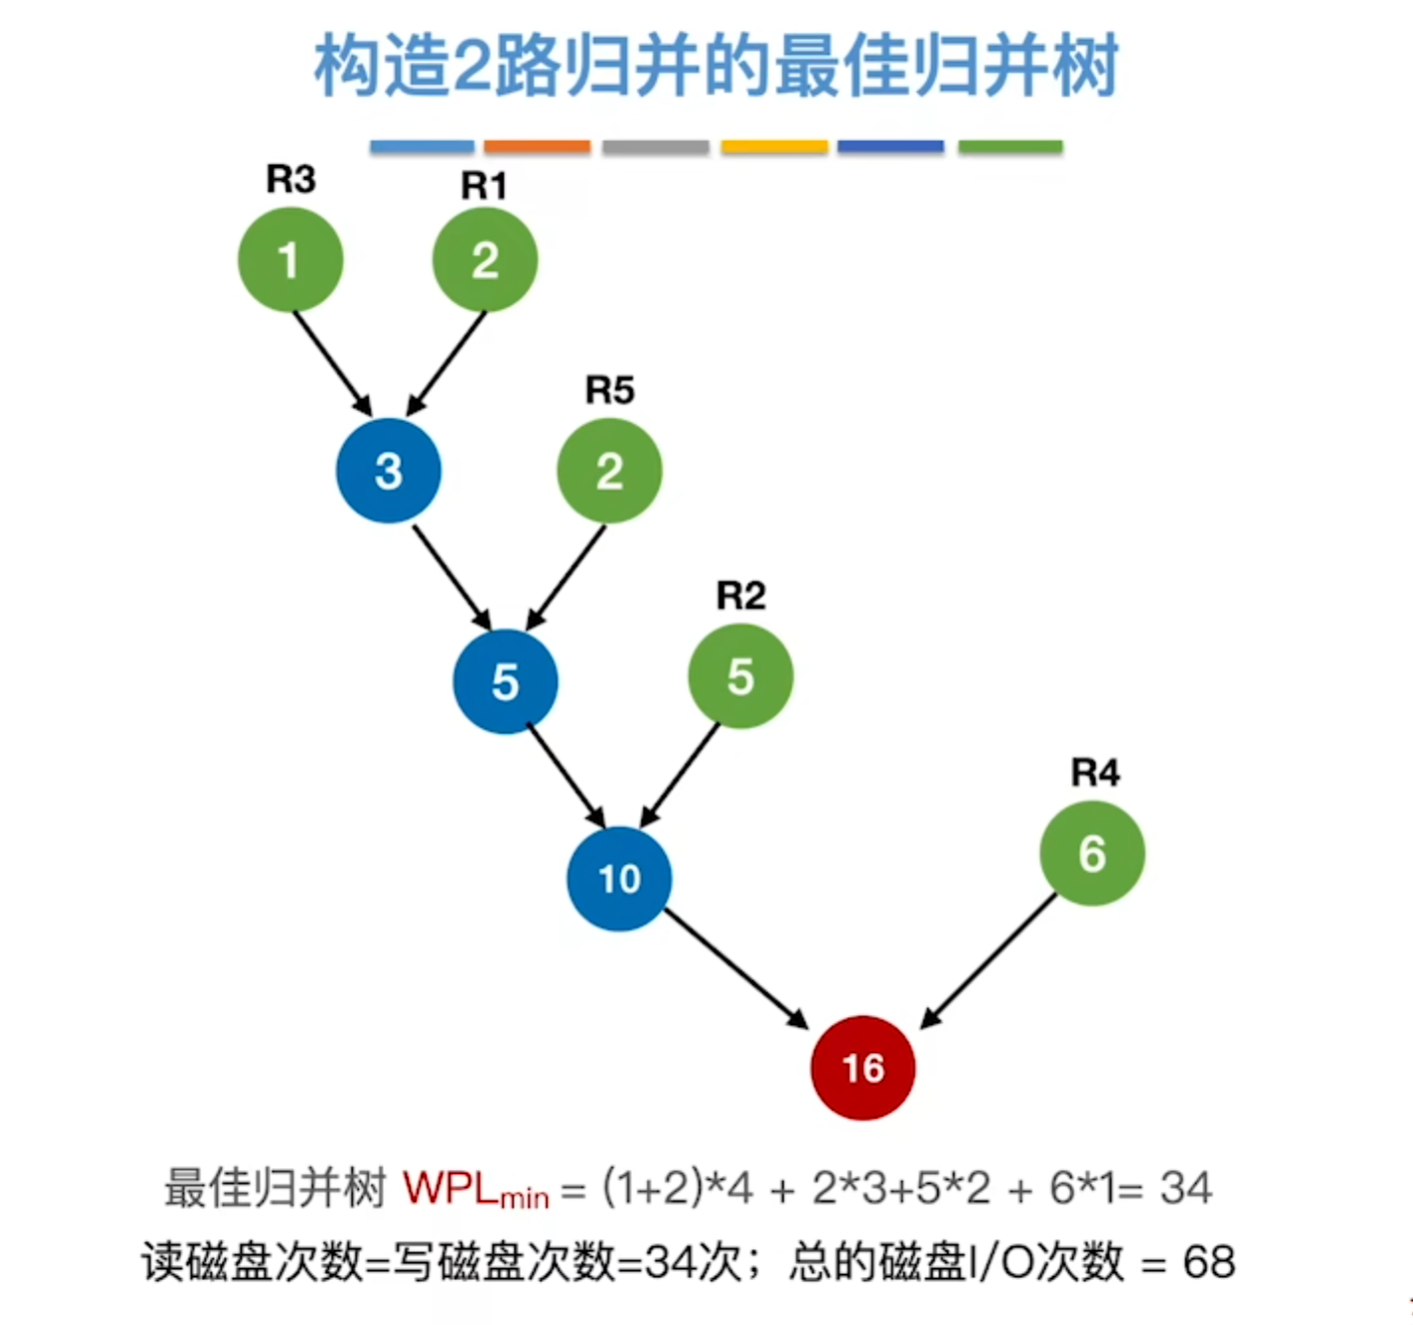 构造2路归并的最佳归并树
R3 R1
1 2
R5
3 2
R2
5 5
R4
10 6
16
最佳归并树 WPLmin = (1+2)*4 + 2*3+5*2 + 6*1= 34
读磁盘次数=写磁盘次数=34次；总的磁盘I/O次数 = 68